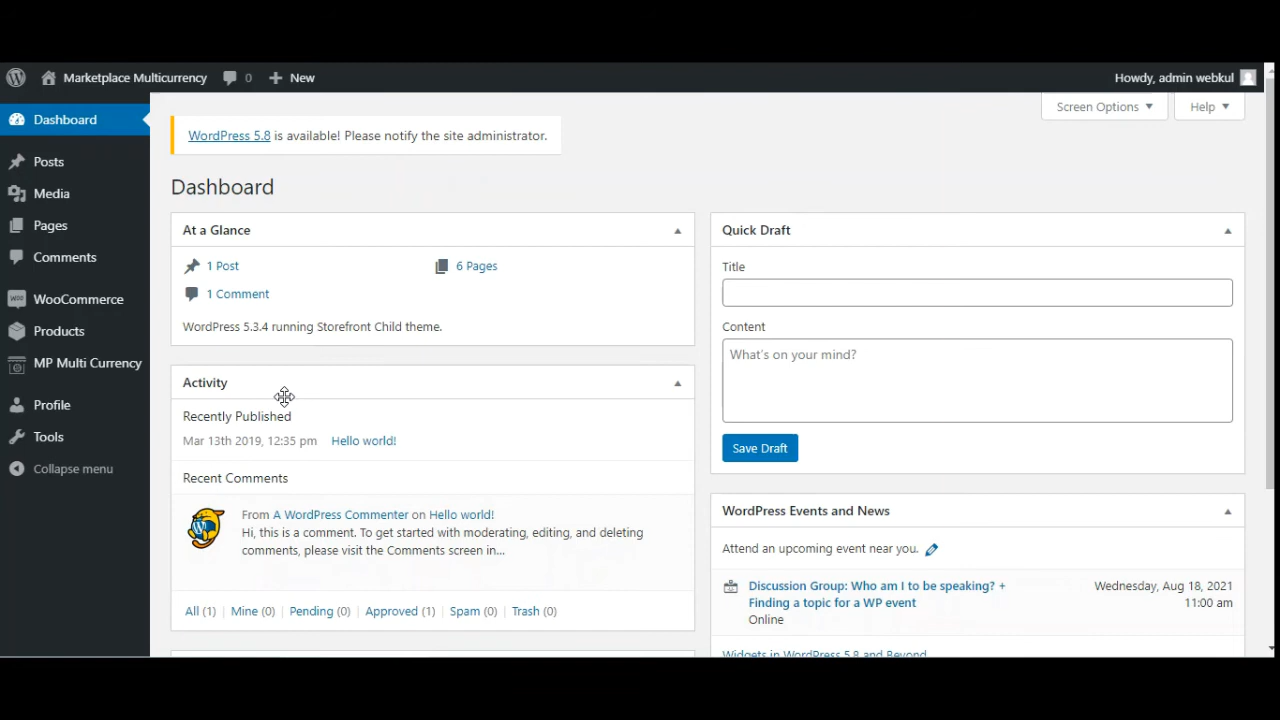 Marketplace Multicurrency 0 New Howdy, admin webkul
Screen Options Help
Dashboard
Posts
Media
Pages
Comments
WooCommerce
Products
MP Multi Currency
Profile
Tools
Collapse menu
WordPress 5.8 is available! Please notify the site administrator.
Dashboard
At a Glance
1 Post 6 Pages
1 Comment
WordPress 5.3.4 running Storefront Child theme.
Activity
Recently Published
Mar 13th 2019, 12:35 pm Hello world!
Recent Comments
From A WordPress Commenter on Hello world!
Hi, this is a comment. To get started with moderating, editing, and deleting
comments, please visit the Comments screen in...
All (1) | Mine (0) | Pending (0) | Approved (1) | Spam (0) | Trash (0)
Quick Draft
Title
Content
What's on your mind?
Save Draft
WordPress Events and News
Attend an upcoming event near you.
Discussion Group: Who am I to be speaking? + Wednesday, Aug 18, 2021
Finding a topic for a WP event 11:00 am
Online
Widgets in WordPress 5.8 and Beyond